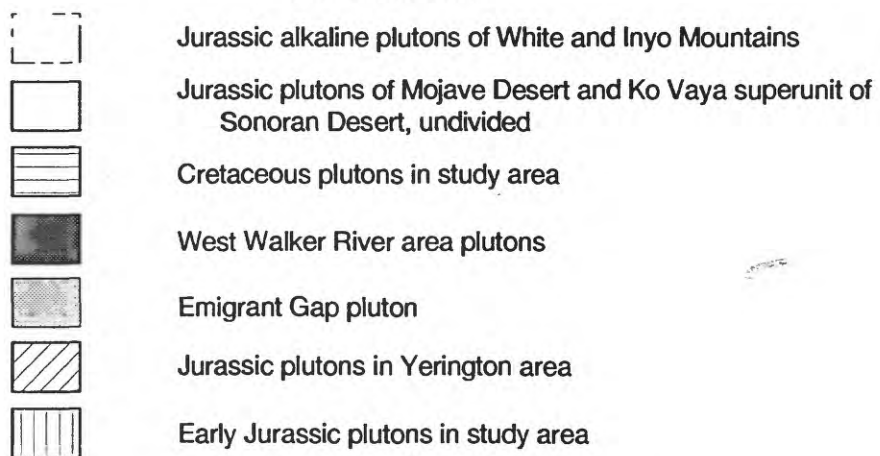 Jurassic alkaline plutons of White and Inyo Mountains
Jurassic plutons of Mojave Desert and Ko Vaya superunit of
Sonoran Desert, undivided
Cretaceous plutons in study area
West Walker River area plutons
Emigrant Gap pluton
Jurassic plutons in Yerington area
Early Jurassic plutons in study area